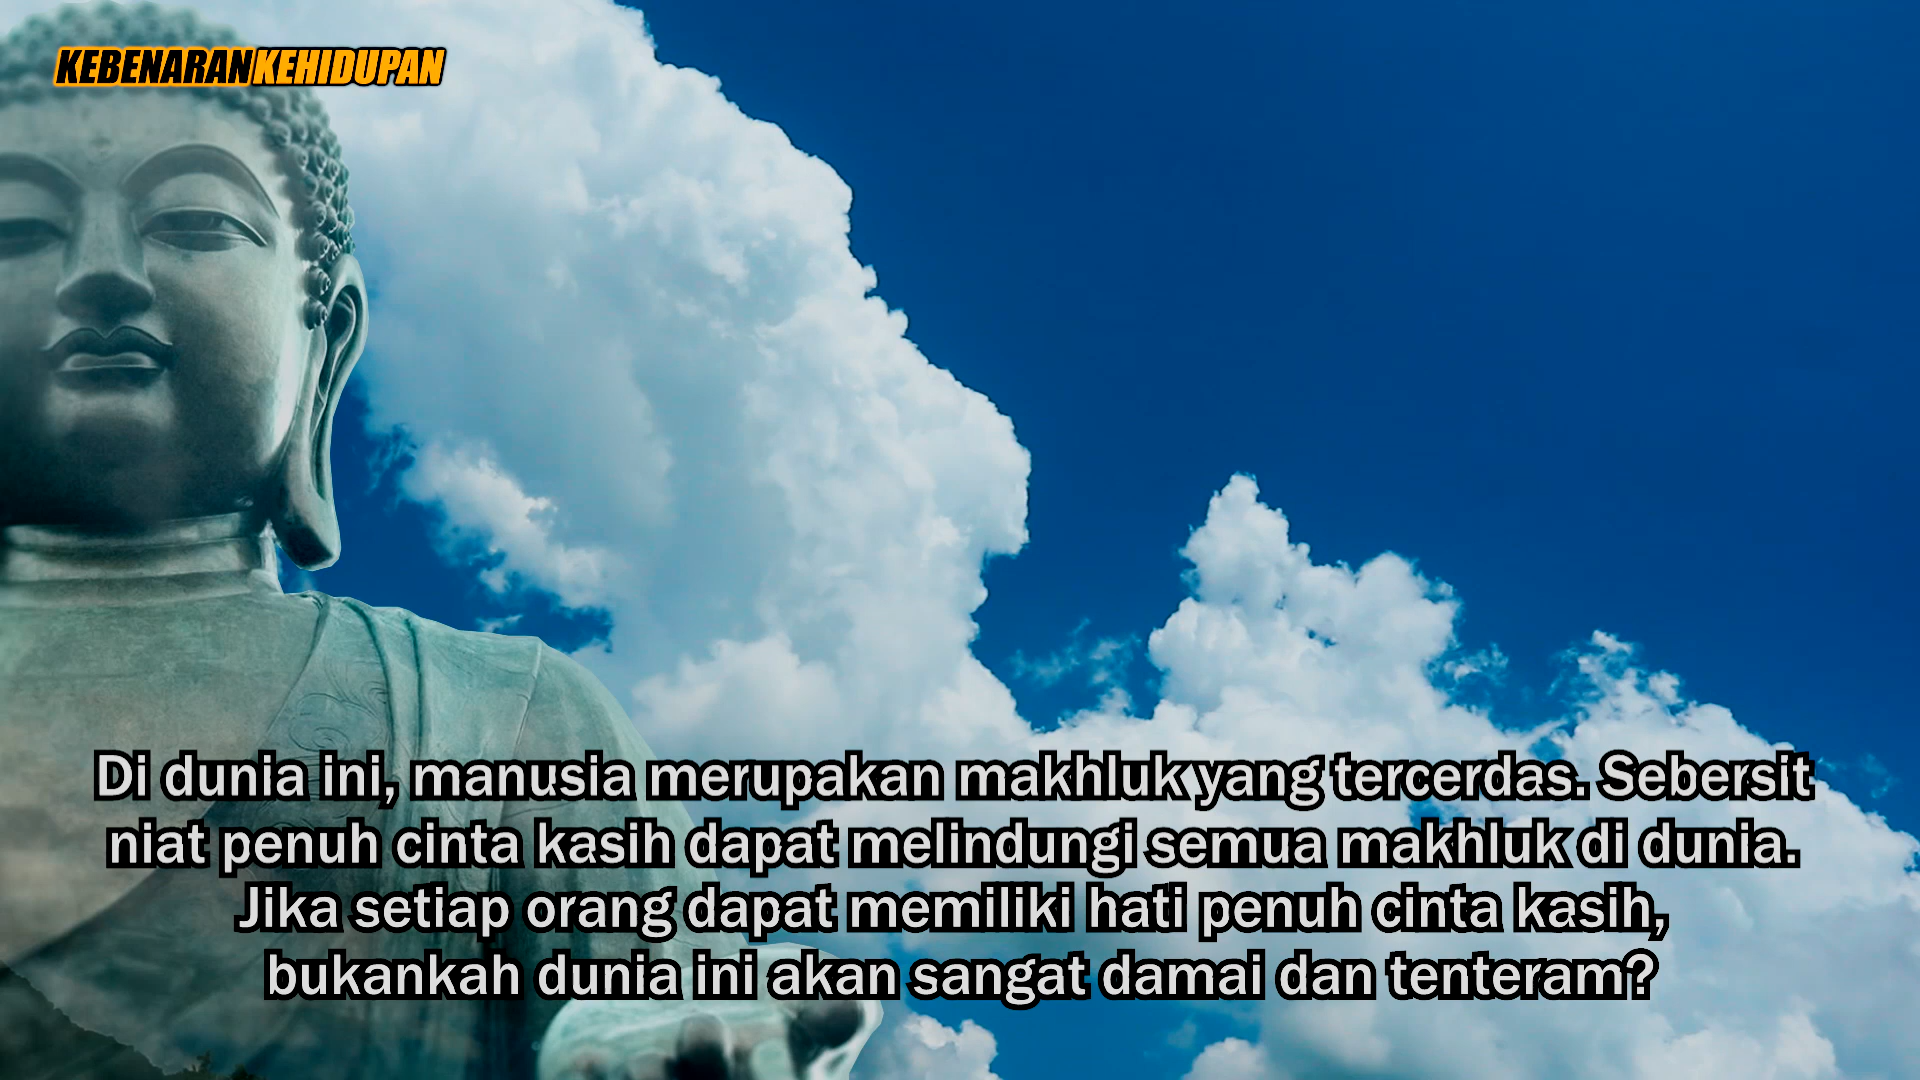 KEBENARANKEHIDUPAN
Di dunia ini, manusia merupakan makhluk yang tercerdas. Sebersit
niat penuh cinta kasih dapat melindungi semua makhluk di dunia.
Jika setiap orang dapat memiliki hati penuh cinta kasih,
bukankah dunia ini akan sangat damai dan tenteram?